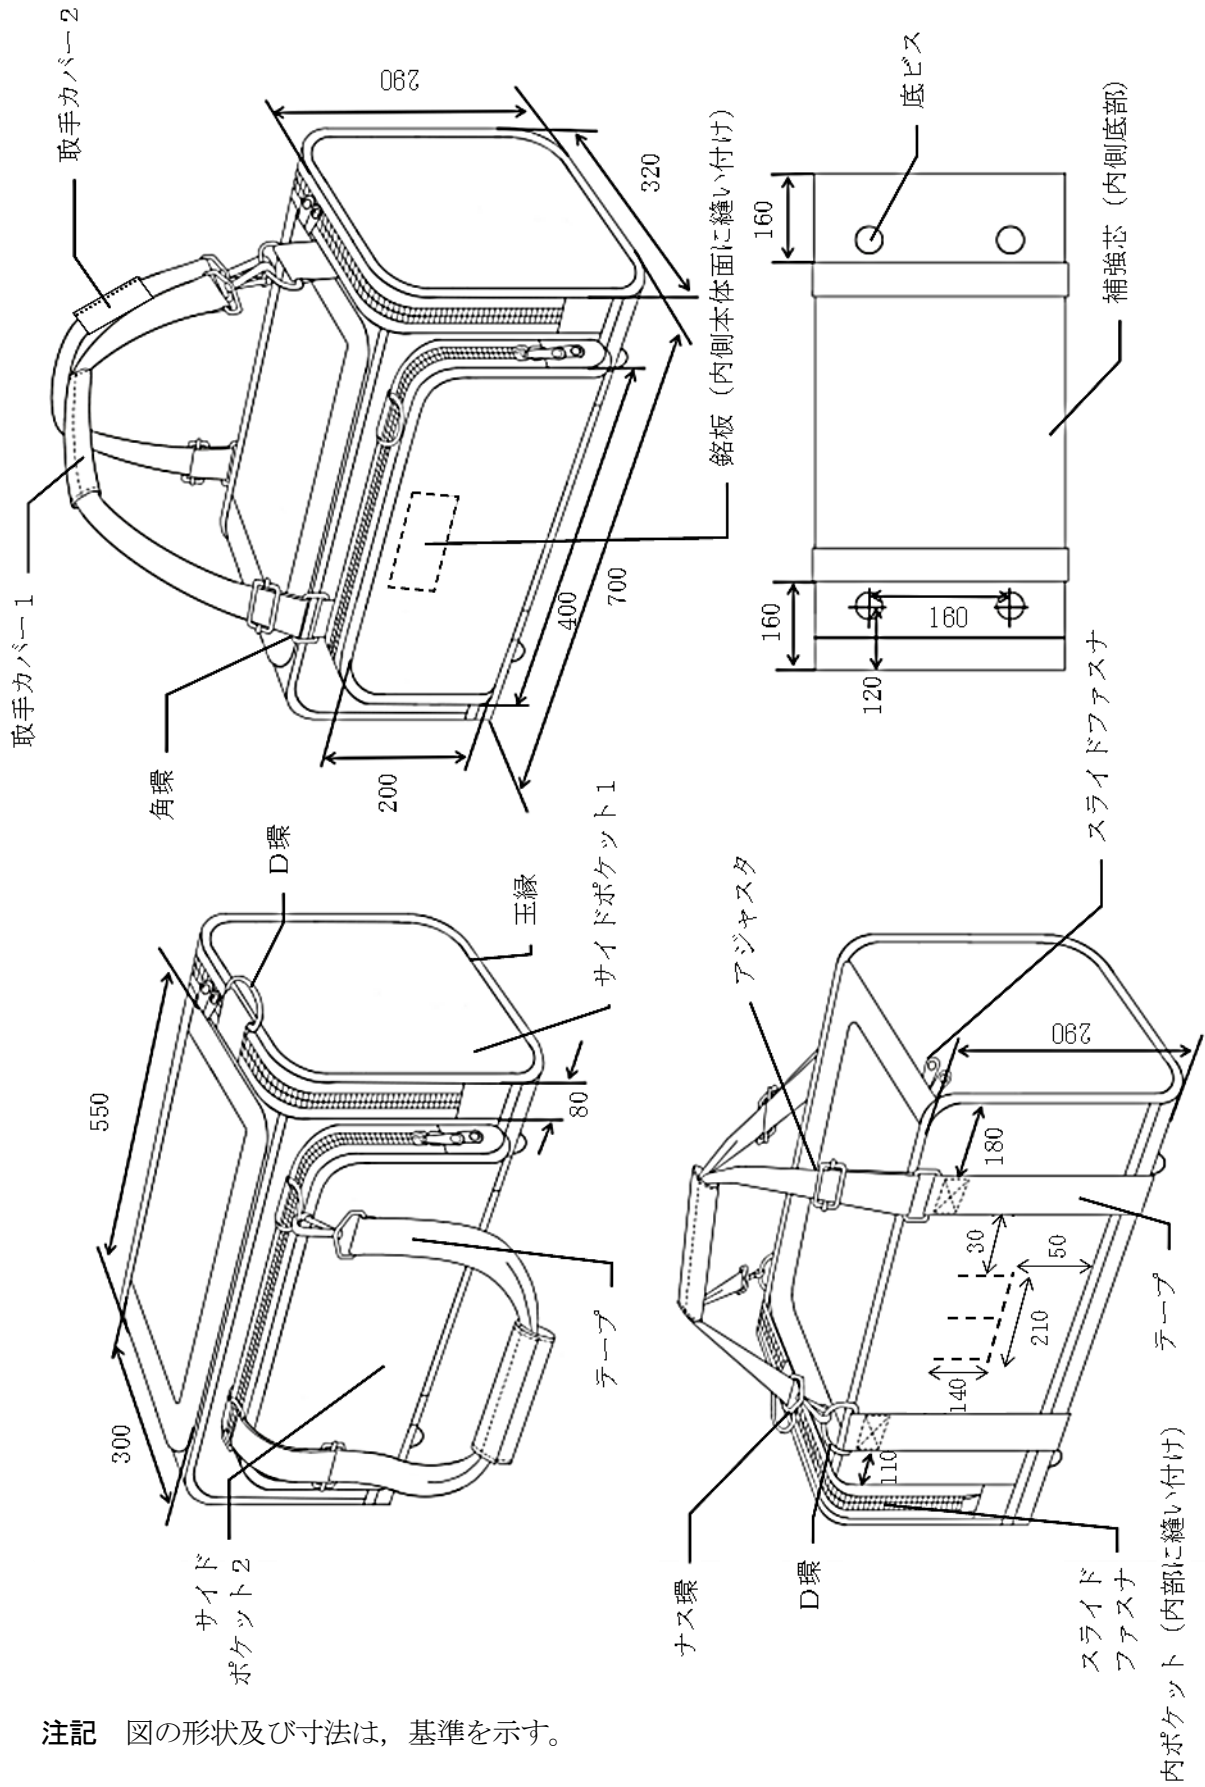 取手カバー２
290
320
取手カバー１
角環
200
400
700
銘板（内側本体面に縫い付け）
160
底ビス
160
160
120
補強芯（内側底部）
D環
550
300
玉縁
サイドポケット１
80
テープ
サイド
ポケット２
アジャスタ
スライドファスナ
290
180
30
50
210
140
110
テープ
ナス環
D環
スライド
ファスナ
内ポケット（内部に縫い付け）
注記　図の形状及び寸法は，基準を示す。